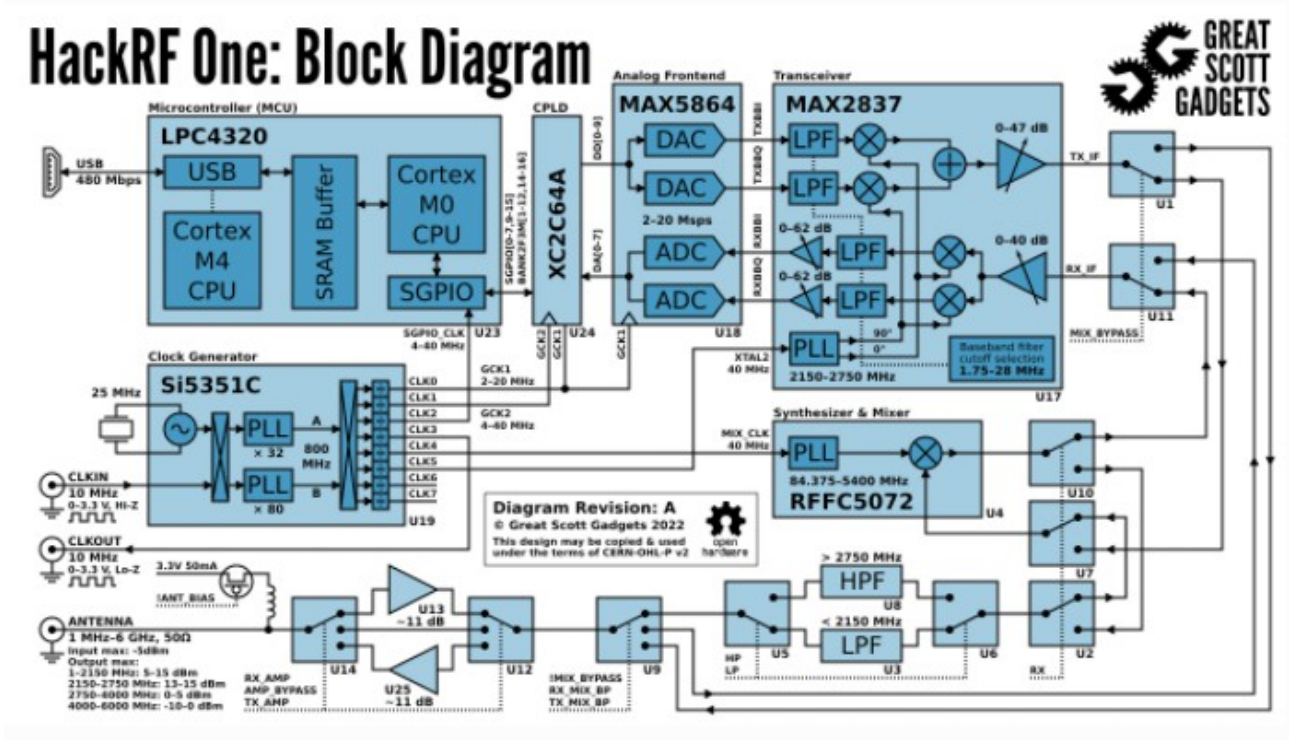 HackRF One: Block Diagram
GREAT
SCOTT
GADGETS
Microcontroller (MCU)
LPC4320
USB
480 Mbps
USB
Cortex
M4
CPU
SRAM Buffer
Cortex
M0
CPU
SGPIO
SGPIO_CLK
4-40 MHz
U23
SGPIO[0-7,9-15]
CPLD
XC2C64A
GCK2
GCK1
U24
DD[0-9]
DA[0-7]
Analog Frontend
MAX5864
DAC
DAC
2-20 Msps
ADC
ADC
GCK1
U18
TXBBI
TXBBQ
RXBBI
RXBBQ
Transceiver
MAX2837
LPF
LPF
0-47 dB
0-62 dB
LPF
0-62 dB
LPF
0-40 dB
PLL
90°
0°
2150-2750 MHz
XTAL2
40 MHz
Baseband filter
cutoff selection
1.75-28 MHz
U17
TX_IF
U1
RX_IF
U11
MIX_BYPASS
Clock Generator
Si5351C
25 MHz
PLL
× 32
A
800
MHz
PLL
× 80
B
U19
CLK0
CLK1
CLK2
CLK3
CLK4
CLK5
CLK6
CLK7
GCK1
2-20 MHz
GCK2
4-40 MHz
CLKIN
10 MHz
0-3.3 V, Hi-Z
CLKOUT
10 MHz
0-3.3 V, Lo-Z
Synthesizer & Mixer
MIX_CLK
40 MHz
PLL
84.375-5400 MHz
RFFC5072
U4
U10
U7
U2
RX
Diagram Revision: A
© Great Scott Gadgets 2022
This design may be copied & used
under the terms of CERN-OHL-P v2
open
hardware
3.3V 50mA
!ANT_BIAS
ANTENNA
1 MHz-6 GHz, 50Ω
Input max: -5dBm
Output max:
1-2150 MHz: 5-15 dBm
2150-2750 MHz: 13-15 dBm
2750-4000 MHz: 0-5 dBm
4000-6000 MHz: -10-0 dBm
U14
U13
~11 dB
U25
~11 dB
U12
RX_AMP
AMP_BYPASS
TX_AMP
U9
!MIX_BYPASS
RX_MIX_BP
TX_MIX_BP
U5
HP
LP
> 2750 MHz
HPF
U8
< 2150 MHz
LPF
U3
U6